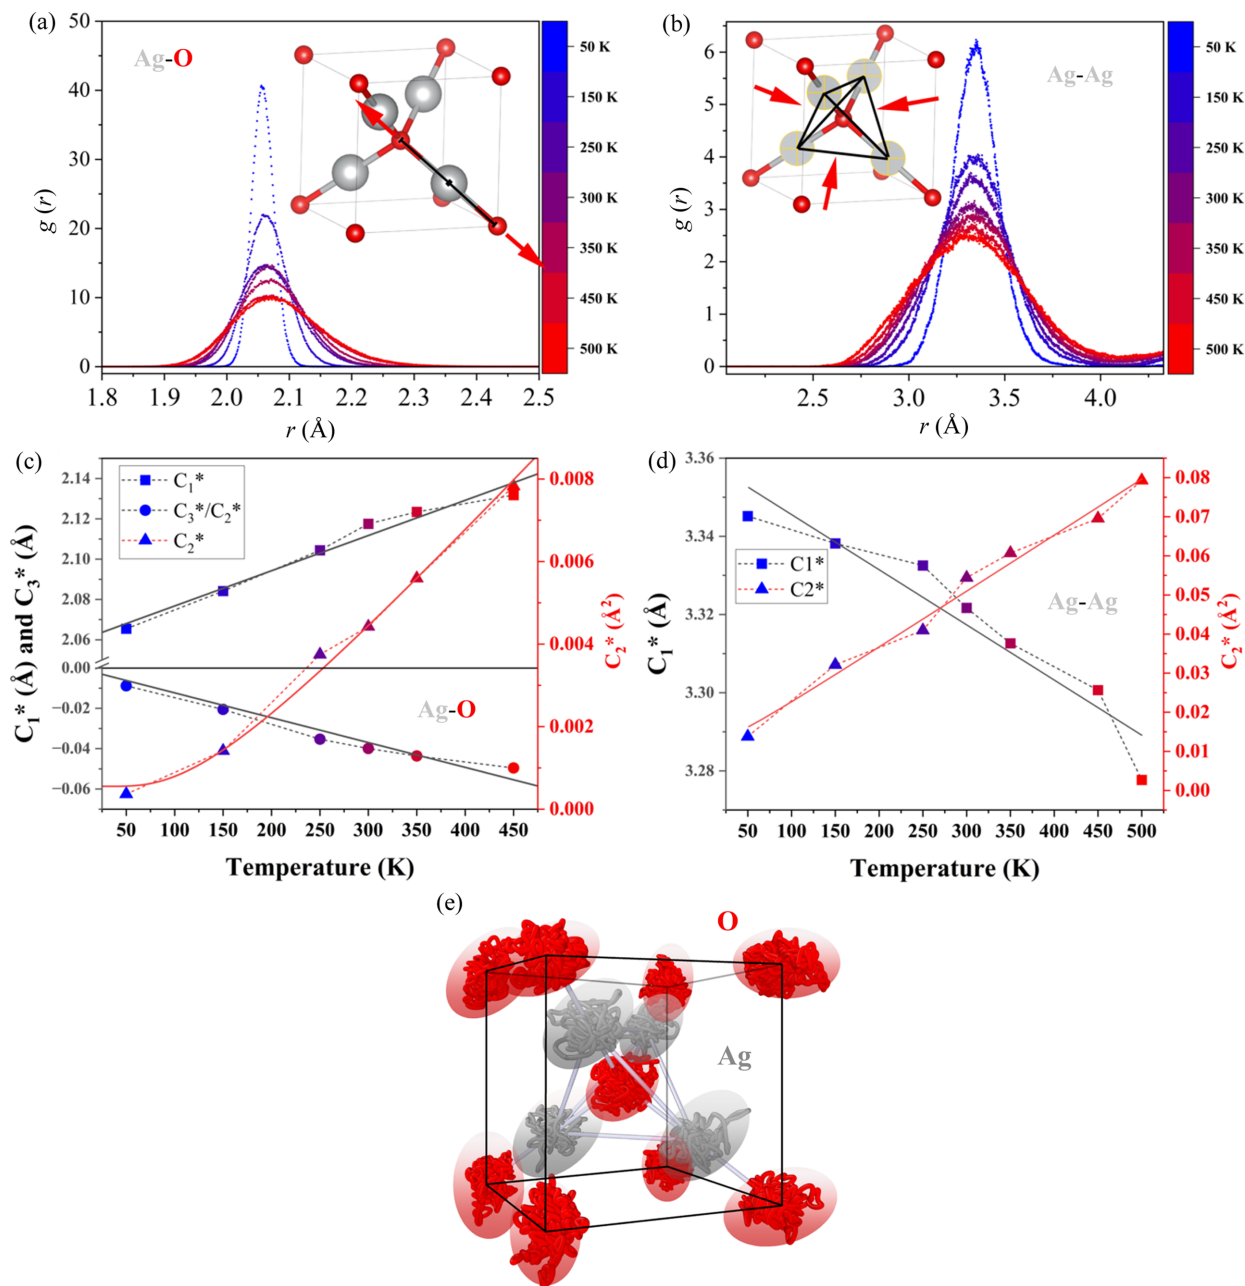 (a)
50
40
30
20
10
0
g (r)
Ag-O
1.8 1.9 2.0 2.1 2.2 2.3 2.4 2.5
r (Å)
50 K
150 K
250 K
300 K
350 K
450 K
500 K
(b)
6
5
4
3
2
1
0
g (r)
Ag-Ag
2.5 3.0 3.5 4.0
r (Å)
50 K
150 K
250 K
300 K
350 K
450 K
500 K
(c)
C₁*
C₃*/C₂*
C₂*
2.14
2.12
2.10
2.08
2.06
0.00
−0.02
−0.04
−0.06
C₁* (Å) and C₃* (Å)
Ag-O
0.008
0.006
0.004
0.002
0.000
C₂* (Å²)
50 100 150 200 250 300 350 400 450
Temperature (K)
(d)
3.36
3.34
3.32
3.30
3.28
C₁* (Å)
C1*
C2*
Ag-Ag
0.08
0.07
0.06
0.05
0.04
0.03
0.02
0.01
0.00
C₂* (Å²)
50 100 150 200 250 300 350 400 450 500
Temperature (K)
(e)
O
Ag